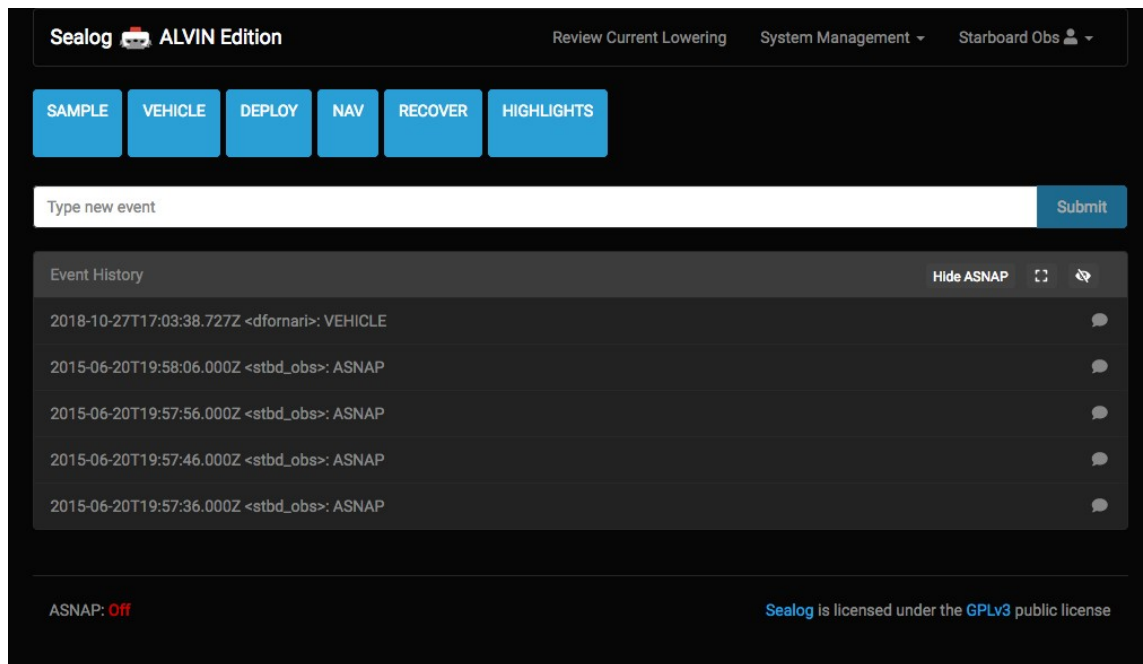 Sealog ALVIN Edition Review Current Lowering System Management Starboard Obs
SAMPLE VEHICLE DEPLOY NAV RECOVER HIGHLIGHTS
Type new event Submit
Event History Hide ASNAP
2018-10-27T17:03:38.727Z <dfornari>: VEHICLE
2015-06-20T19:58:06.000Z <stbd_obs>: ASNAP
2015-06-20T19:57:56.000Z <stbd_obs>: ASNAP
2015-06-20T19:57:46.000Z <stbd_obs>: ASNAP
2015-06-20T19:57:36.000Z <stbd_obs>: ASNAP
ASNAP: Off Sealog is licensed under the GPLv3 public license